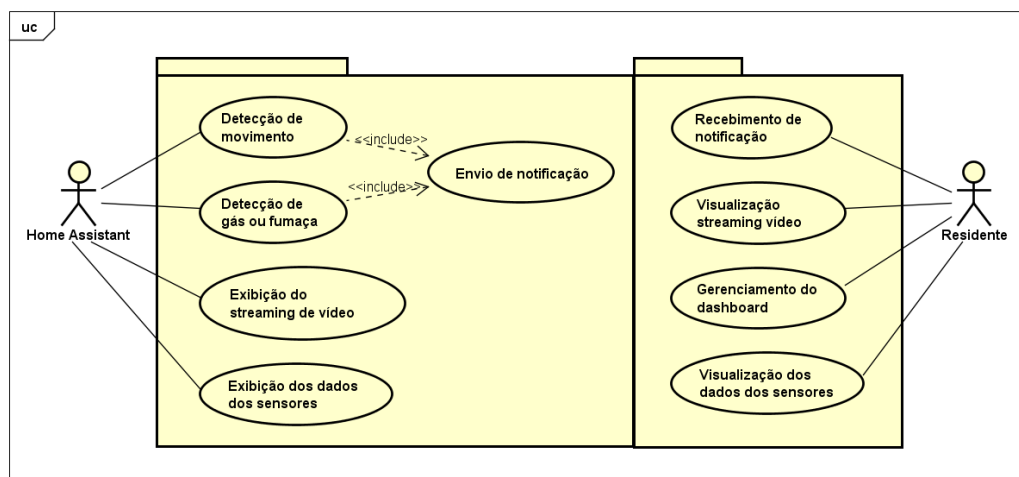 uc
Detecção de
movimento
<<include>>
Envio de notificação
<<include>>
Detecção de
gás ou fumaça
Home Assistant
Exibição do
streaming de vídeo
Exibição dos dados
dos sensores
Recebimento de
notificação
Visualização
streaming vídeo
Residente
Gerenciamento do
dashboard
Visualização dos
dados dos sensores